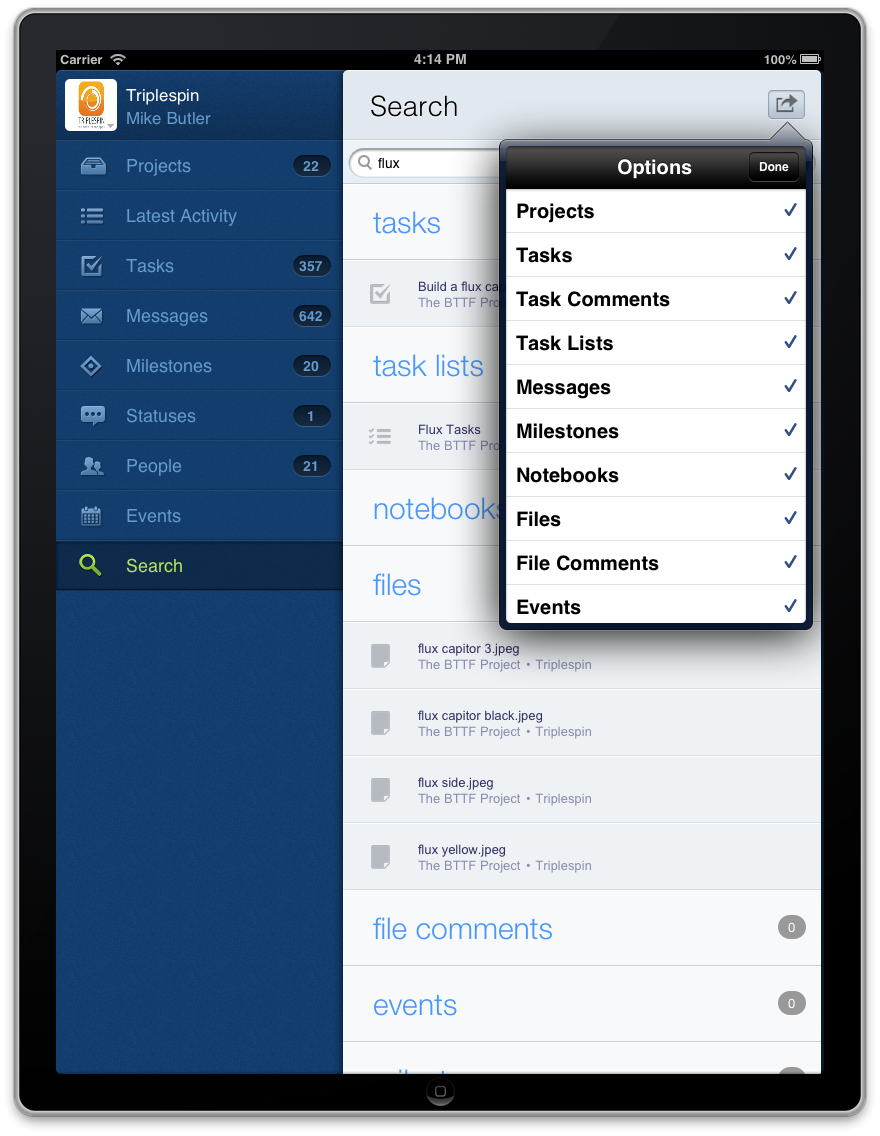 Carrier
4:14 PM
100%
TRIPLESPIN
Triplespin
Mike Butler
Projects 22
Latest Activity
Tasks 357
Messages 642
Milestones 20
Statuses 1
People 21
Events
Search
Search
flux
tasks
Build a flux ca
The BTTF Pro
task lists
Flux Tasks
The BTTF Pro
notebooks
files
flux capitor 3.jpeg
The BTTF Project • Triplespin
flux capitor black.jpeg
The BTTF Project • Triplespin
flux side.jpeg
The BTTF Project • Triplespin
flux yellow.jpeg
The BTTF Project • Triplespin
file comments 0
events 0
Options
Done
Projects
Tasks
Task Comments
Task Lists
Messages
Milestones
Notebooks
Files
File Comments
Events